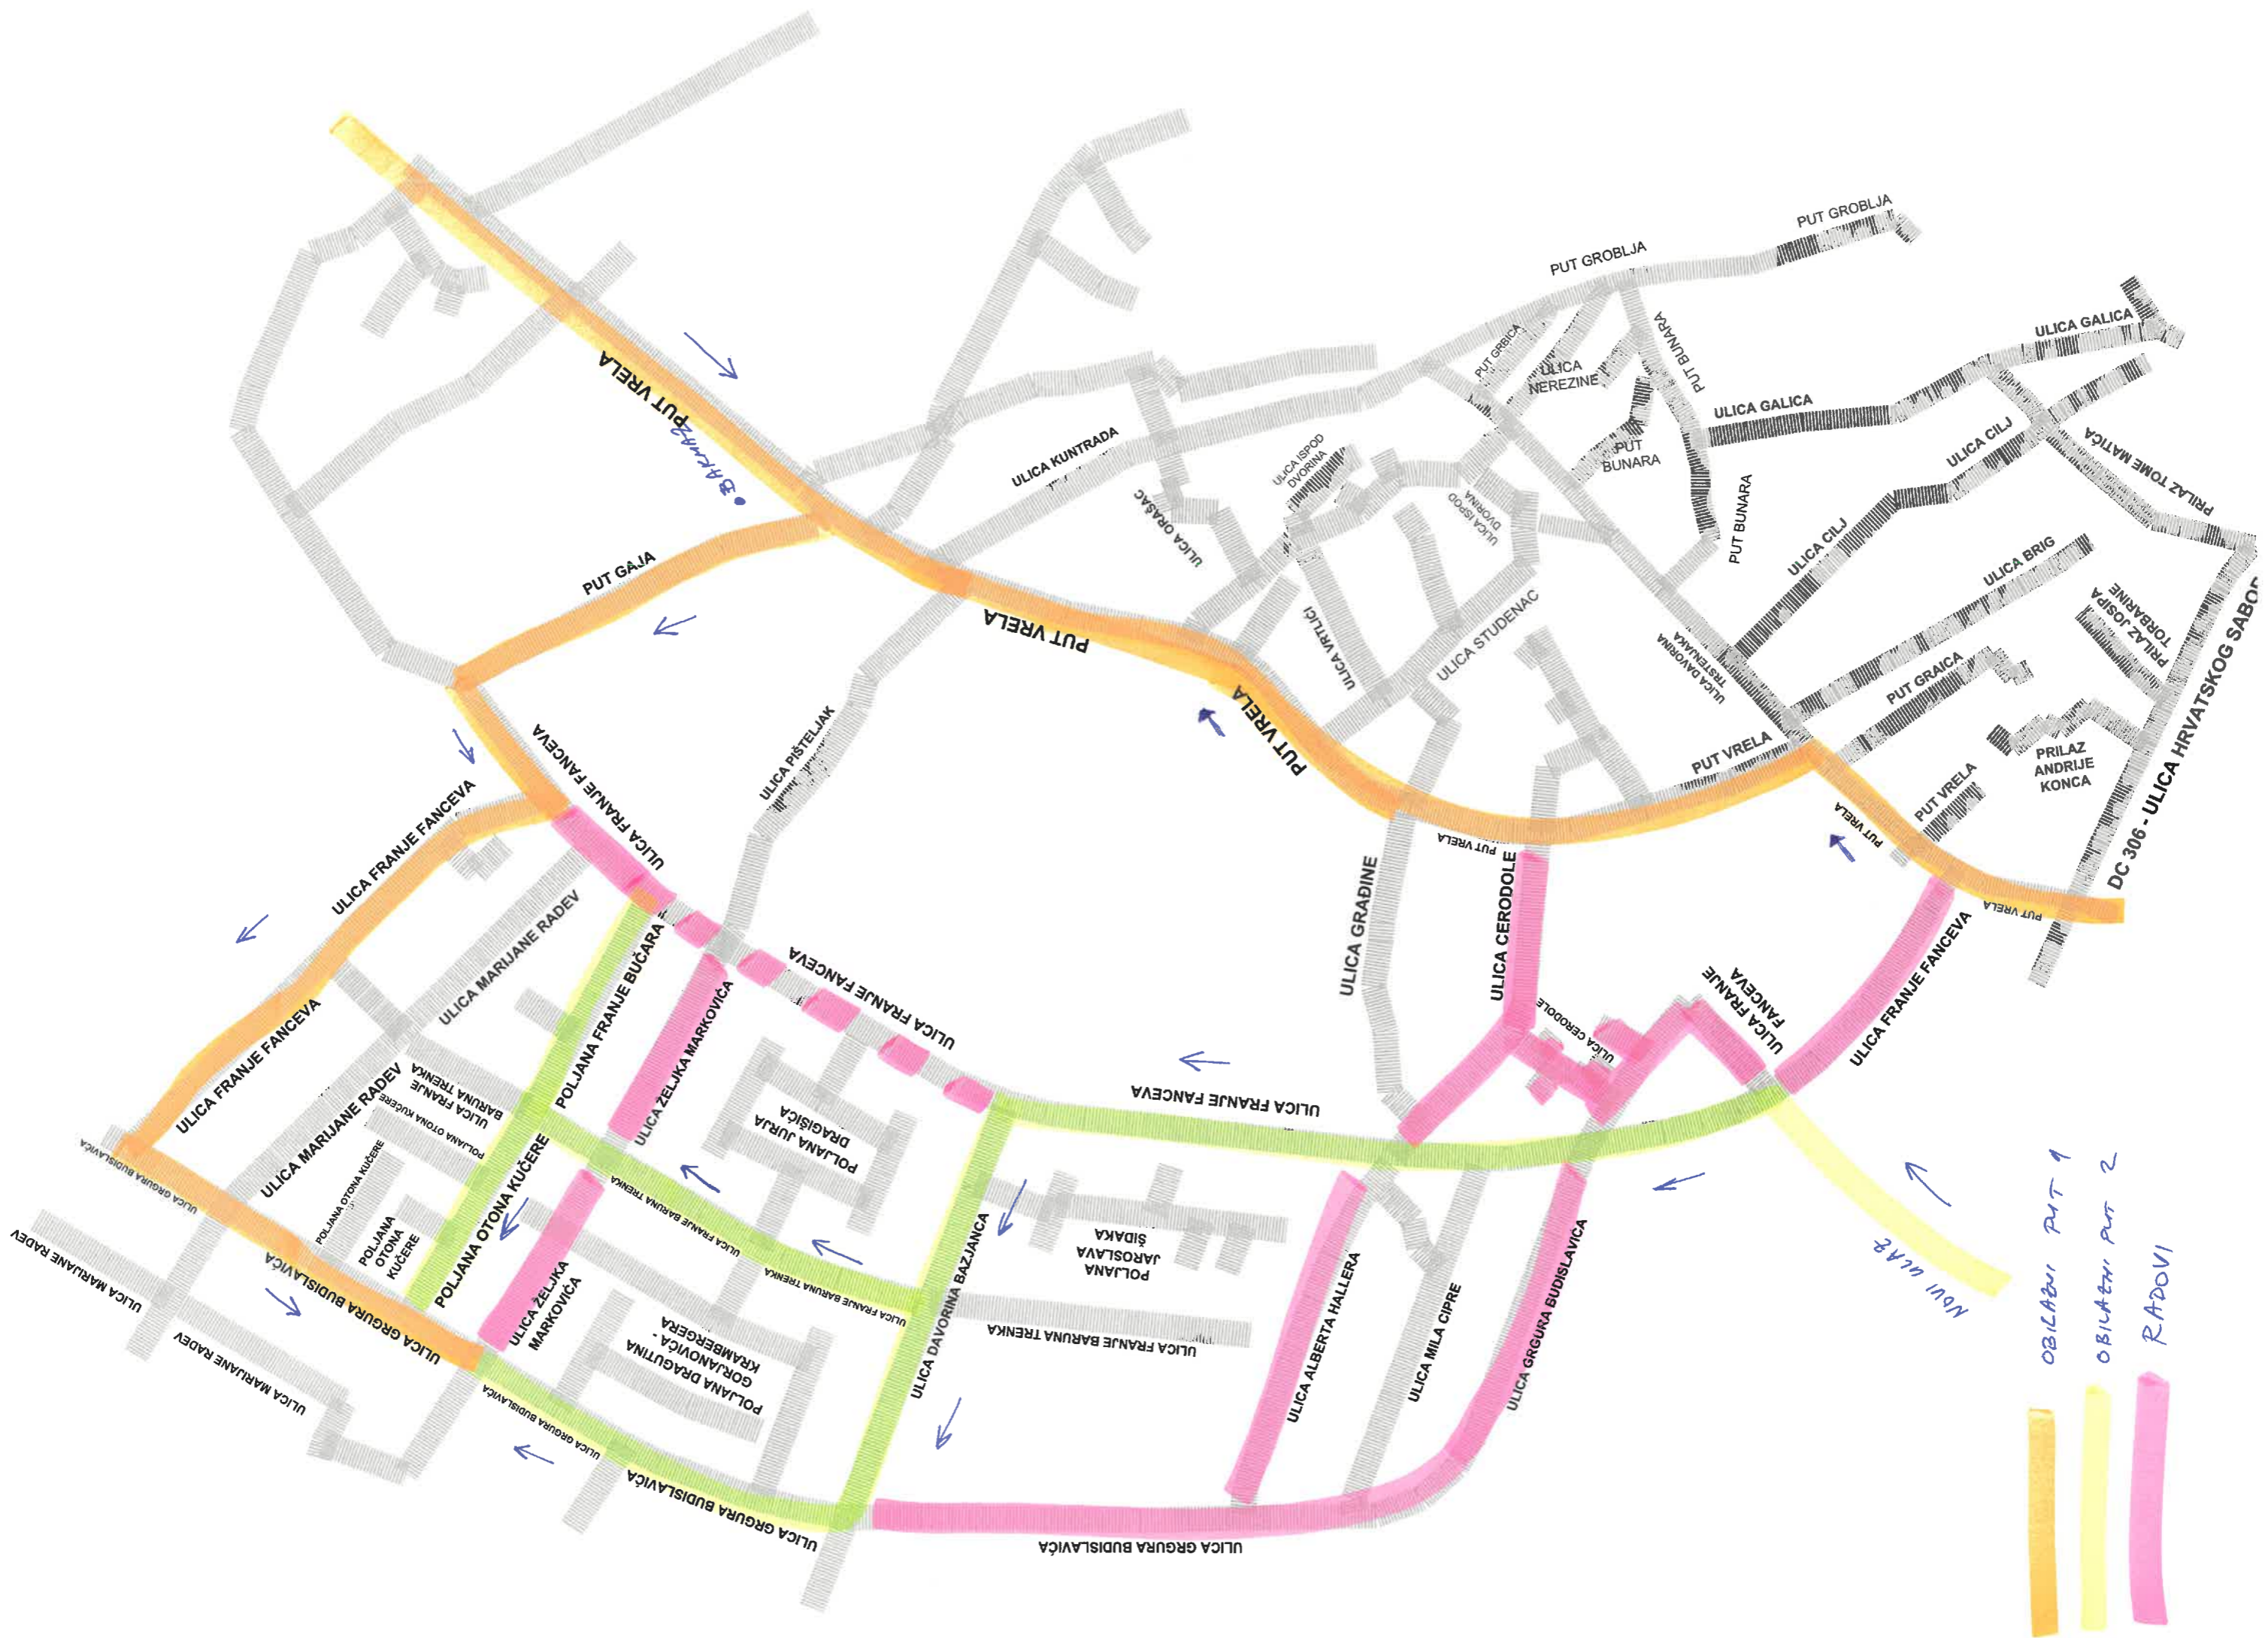 PUT GROBLJA
PUT GROBLJA
PUT GRBICA
ULICA
NEREZINE
PUT BUNARA
ULICA GALICA
ULICA GALICA
PUT VRELA
BAKMAZ
ULICA KUNTRADA
ULICA ISPOD
DVORINA
PUT
BUNARA
ULICA CILJ
PRILAZ TOME MATICA
ULICA ORAŠAC
ULICA ISPOD
DVORINA
PUT BUNARA
ULICA CILJ
ULICA BRIG
PUT GAJA
PUT VRELA
ULICA VRTLICI
ULICA STUDENAC
ULICA DAVORINA
TRSTENJAKA
PRILAZ JOSIPA
TORBARINE
PUT GRAICA
PUT VRELA
PUT VRELA
PRILAZ
ANDRIJE
KONCA
DC 306 - ULICA HRVATSKOG SABOR
ULICA FRANJE FANCEVA
ULICA PIŠTELJAK
PUT VRELA
PUT VRELA
PUT VRELA
PUT VRELA
ULICA FRANJE FANCEVA
ULICA MARIJANE RADEV
POLJANA FRANJE BUČARA
ULICA ŽELJKA MARKOVIĆA
ULICA FRANJE FANCEVA
ULICA GRAĐINE
ULICA CERODOLE
ULICA CERODOLE
ULICA FRANJE
FANCEVA
ULICA FRANJE FANCEVA
ULICA FRANJE FANCEVA
ULICA MARIJANE RADEV
ULICA FRANJE
BARUNA TRENKA
POLJANA OTONA KUČERE
POLJANA OTONA KUČERE
POLJANA
OTONA
KUČERE
POLJANA OTONA KUČERE
ULICA FRANJE BARUNA TRENKA
POLJANA JURJA
DRAGIŠIĆA
ULICA FRANJE FANCEVA
ULICA GRGURA BUDISLAVIĆA
ULICA MARIJANE RADEV
ULICA MARIJANE RADEV
ULICA GRGURA BUDISLAVIĆA
ULICA ŽELJKA
MARKOVIĆA
ULICA FRANJE BARUNA TRENKA
ULICA DAVORINA BAZJANCA
POLJANA
JAROSLAVA
ŠIDAKA
ULICA FRANJE BARUNA TRENKA
POLJANA DRAGUTINA
GORJANOVIĆA -
KRAMBERGERA
ULICA GRGURA BUDISLAVIĆA
ULICA GRGURA BUDISLAVIĆA
ULICA ALBERTA HALLERA
ULICA MILA CIPRE
ULICA GRGURA BUDISLAVICA
ULICA GRGURA BUDISLAVIĆA
NOVI ULAZ
OBILAZNI PUT 1
OBILAZNI PUT 2
RADOVI